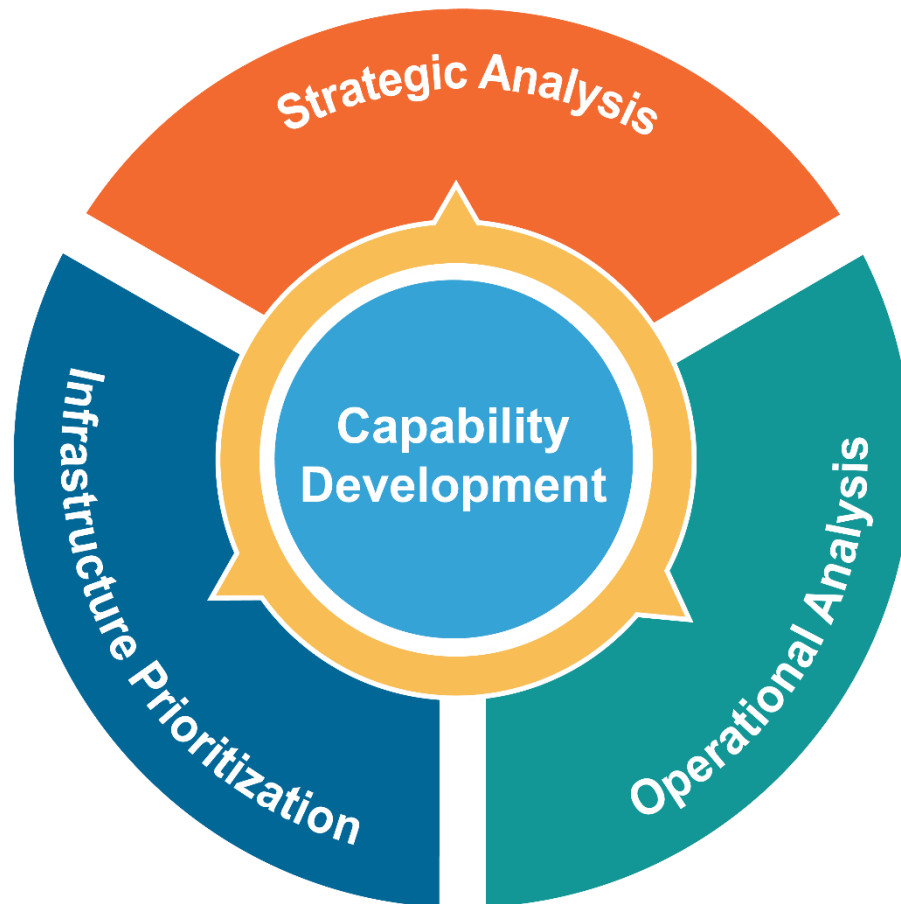 Strategic Analysis
Capability
Development
Infrastructure Prioritization
Operational Analysis